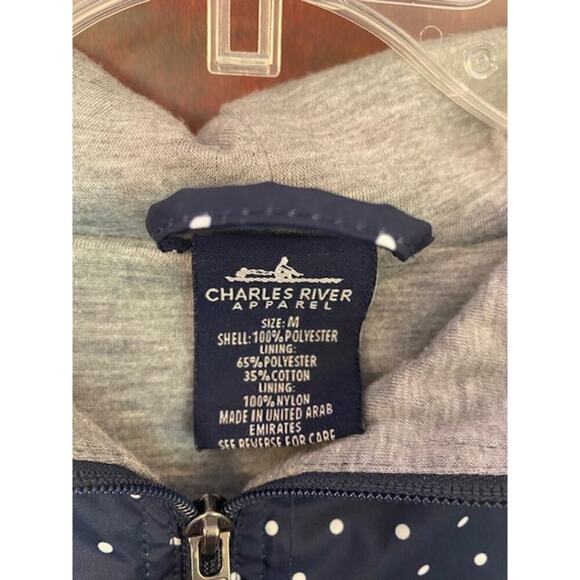 CHARLES RIVER
APPAREL
SIZE: M
SHELL: 100% POLYESTER
LINING:
65% POLYESTER
35% COTTON
LINING:
100% NYLON
MADE IN UNITED ARAB
EMIRATES
SEE REVERSE FOR CARE